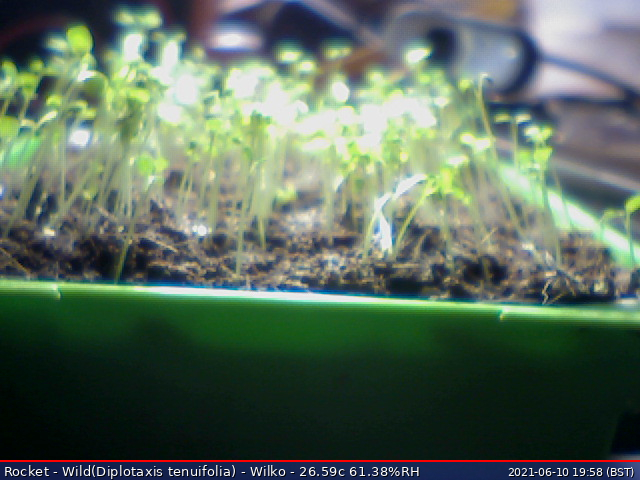 Rocket - Wild(Diplotaxis tenuifolia) - Wilko - 26.59c 61.38%RH
2021-06-10 19:58 (BST)